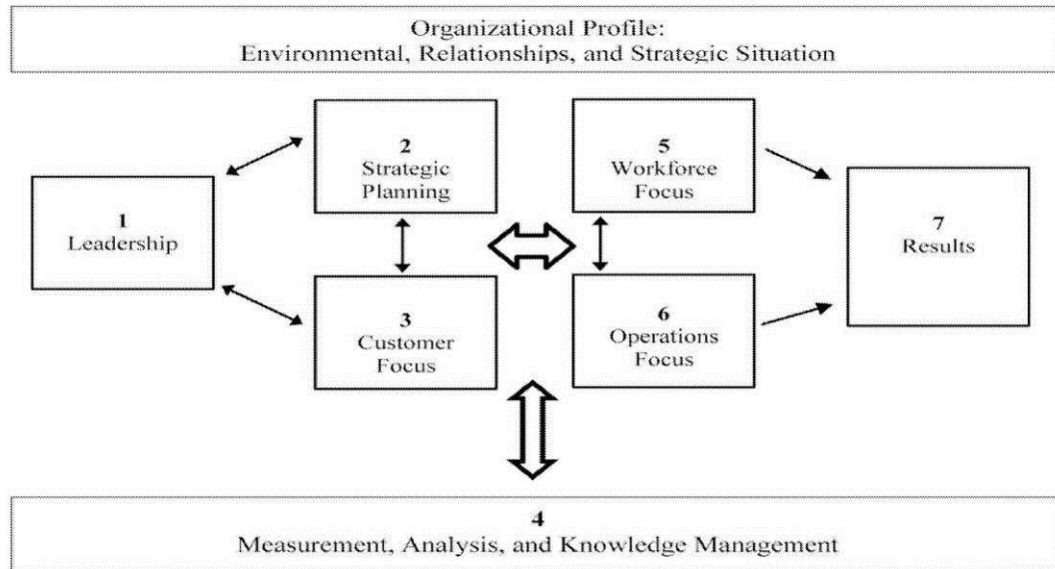 Organizational Profile:
Environmental, Relationships, and Strategic Situation
1
Leadership
2
Strategic
Planning
3
Customer
Focus
5
Workforce
Focus
6
Operations
Focus
7
Results
4
Measurement, Analysis, and Knowledge Management